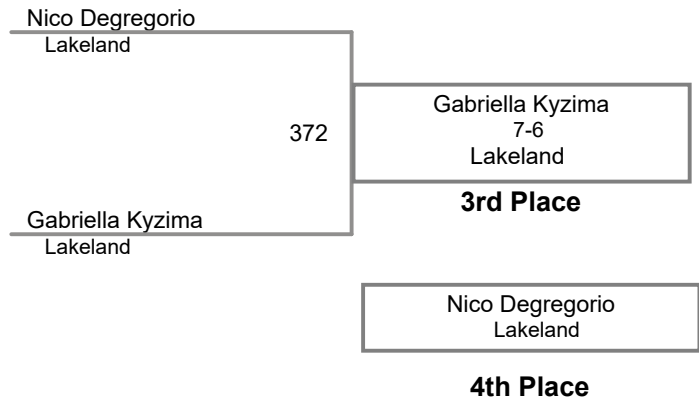 Nico Degregorio
Lakeland
372
Gabriella Kyzima
7-6
Lakeland
3rd Place
Gabriella Kyzima
Lakeland
Nico Degregorio
Lakeland
4th Place